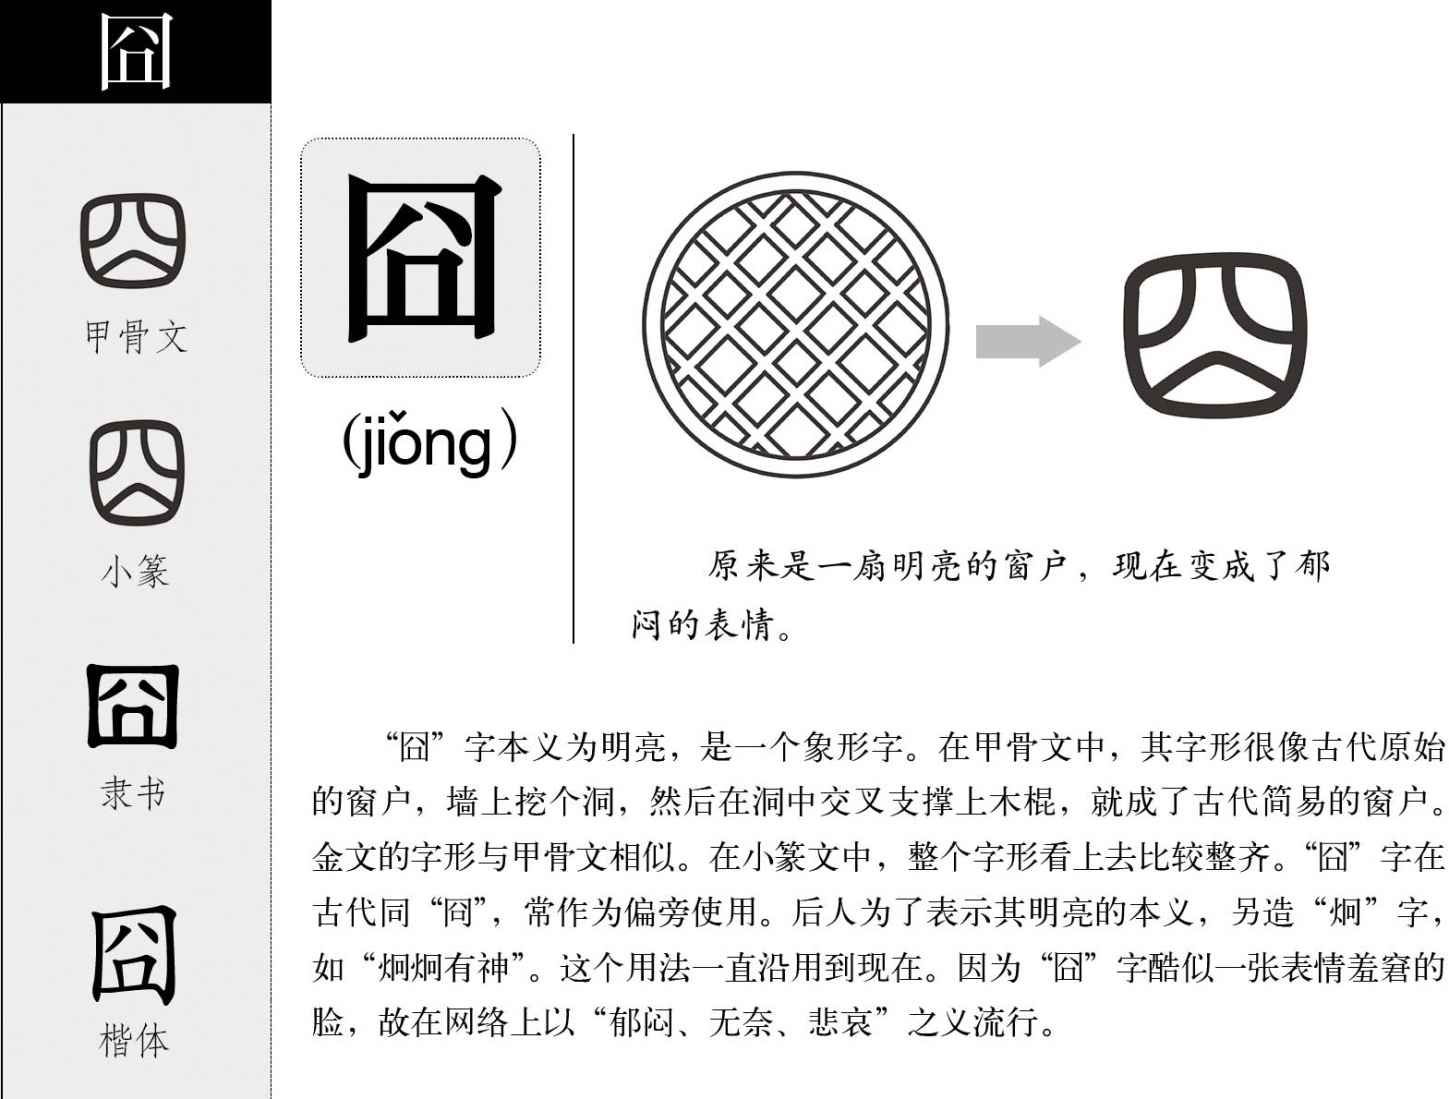 囧
甲骨文
小篆
隶书
楷体
囧
（jiǒng）
原来是一扇明亮的窗户，现在变成了郁
闷的表情。
“囧”字本义为明亮，是一个象形字。在甲骨文中，其字形很像古代原始
的窗户，墙上挖个洞，然后在洞中交叉支撑上木棍，就成了古代简易的窗户。
金文的字形与甲骨文相似。在小篆文中，整个字形看上去比较整齐。“囧”字在
古代同“冏”，常作为偏旁使用。后人为了表示其明亮的本义，另造“炯”字，
如“炯炯有神”。这个用法一直沿用到现在。因为“囧”字酷似一张表情羞窘的
脸，故在网络上以“郁闷、无奈、悲哀”之义流行。